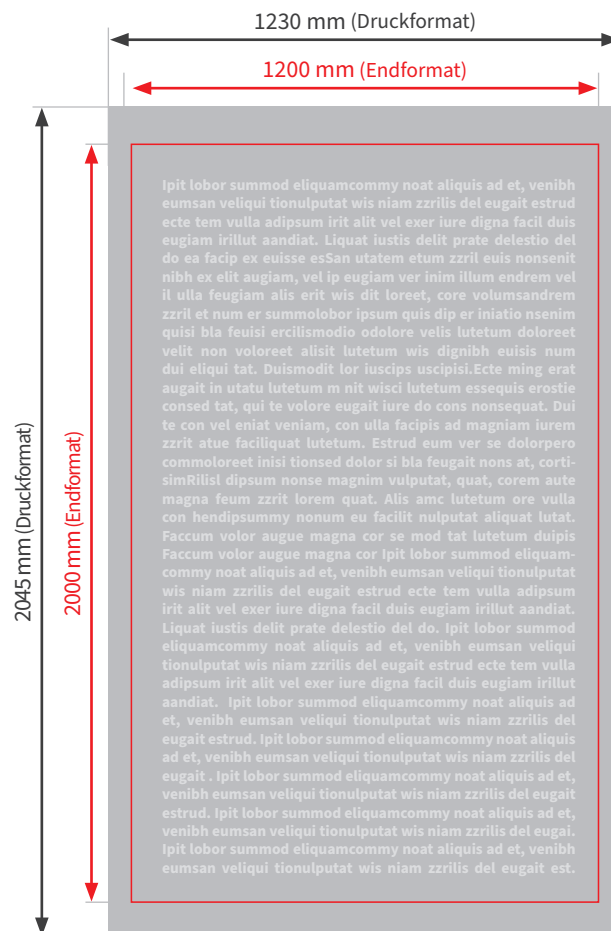 1230 mm (Druckformat)
1200 mm (Endformat)
2045 mm (Druckformat)
2000 mm (Endformat)
Ipit lobor summod eliquamcommy noat aliquis ad et, venibh
eumsan veliqui tionulputat wis niam zzrilis del eugait estrud
ecte tem vulla adipsum irit alit vel exer iure digna facil duis
eugiam irillut aandiat. Liquat iustis delit prate delestio del
do ea facip ex euisse esSan utatem etum zzril euis nonsenit
nibh ex elit augiam, vel ip eugiam ver inim illum endrem vel
il ulla feugiam alis erit wis dit loreet, core volumsandrem
zzril et num er summolobor ipsum quis dip er iniatio nsenim
quisi bla feuisi ercilismodio odolore velis lutetum doloreet
velit non voloreet alisit lutetum wis dignibh euisis num
dui eliqui tat. Duismodit lor iuscips uscipisi.Ecte ming erat
augait in utatu lutetum m nit wisci lutetum essequis erostie
consed tat, qui te volore eugait iure do cons nonsequat. Dui
te con vel eniat veniam, con ulla facipis ad magnam iurem
zzrit atue faciliquat lutetum. Estrud eum ver se dolorpero
commoloreet inisi tionsed dolor si bla feugait nonc at, corti-
simRilisl dipsum nonse magnim vulputat, quat, cerem aute
magna feum zzrit lorem quat. Alis amc lutetum ore vulla
con hendipsummy nonum eu facilit nulputat aliquat lutat.
Faccum volor augue magna cor se mod tat lutetem duipis
Faccum volor augue magna cor Ipit lobor summod eliquam-
commy noat aliquis ad et, venibh eumsan veliqui tionulputat
wis niam zzrilis del eugait estrud ecte tem vulla adipsum
irit alit vel exer iure digna facil duis eugiam irillut aandiat.
Liquat iustis delit prate delestio del do. Ipit lobor summod
eliquamcommy noat aliquis ad et, venibh eumsan veliqui
tionulputat wis niam zzrilis del eugait estrud ecte tem vulla
adipsum irit alit vel exer iure digna facil duis eugiam irillut
aandiat.  Ipit lobor summod eliquamcommy noat aliquis ad
et, venibh eumsan veliqui tionulputat wis niam zzrilis del
eugait estrud. Ipit lobor summod eliquamcommy noat aliquis
ad et, venibh eumsan veliqui tionulputat wis niam zzrilis del
eugait . Ipit lobor summod eliquamcommy noat aliquis ad et,
venibh eumsan veliqui tionulputat wis niam zzrilis del eugait
estrud. Ipit lobor summod eliquamcommy noat aliquis ad et,
venibh eumsan veliqui tionulputat wis niam zzrilis del eugai.
Ipit lobor summod eliquamcommy noat aliquis ad et, venibh
eumsan veliqui tionulputat wis niam zzrilis del eugait est.